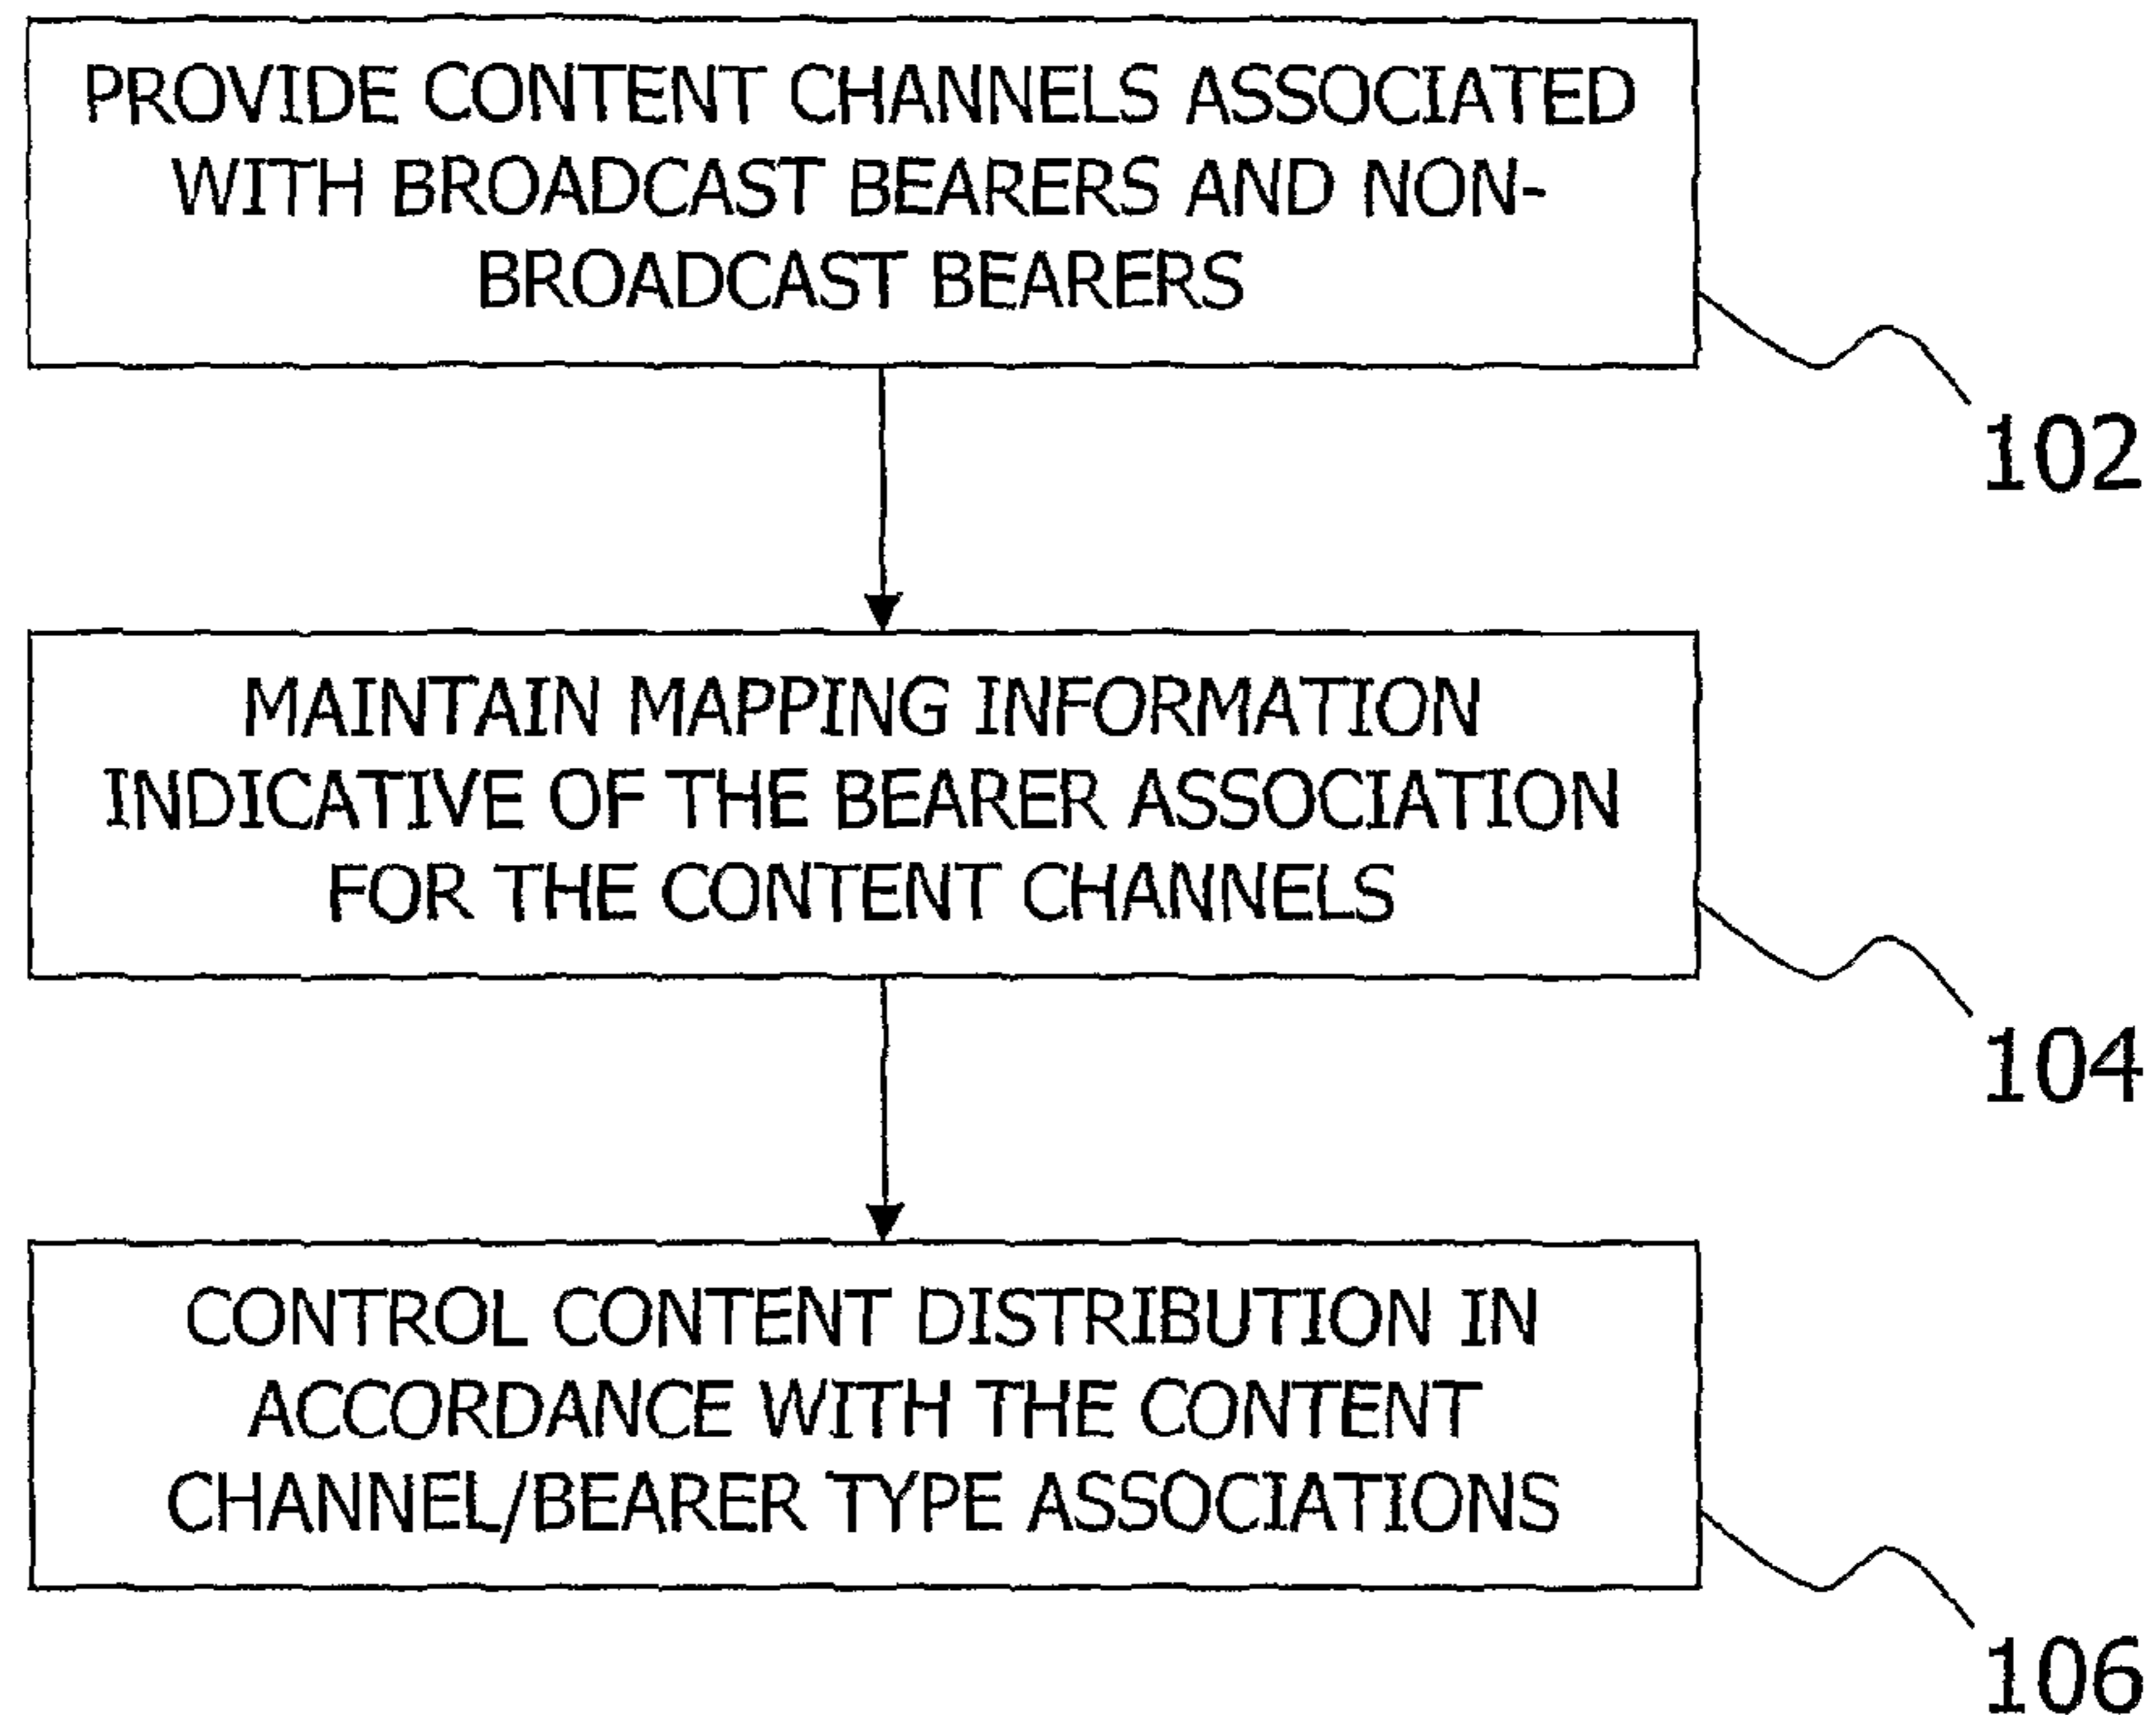 PROVIDE CONTENT CHANNELS ASSOCIATED
WITH BROADCAST BEARERS AND NON-
BROADCAST BEARERS
102
MAINTAIN MAPPING INFORMATION
INDICATIVE OF THE BEARER ASSOCIATION
FOR THE CONTENT CHANNELS
104
CONTROL CONTENT DISTRIBUTION IN
ACCORDANCE WITH THE CONTENT
CHANNEL/BEARER TYPE ASSOCIATIONS
106